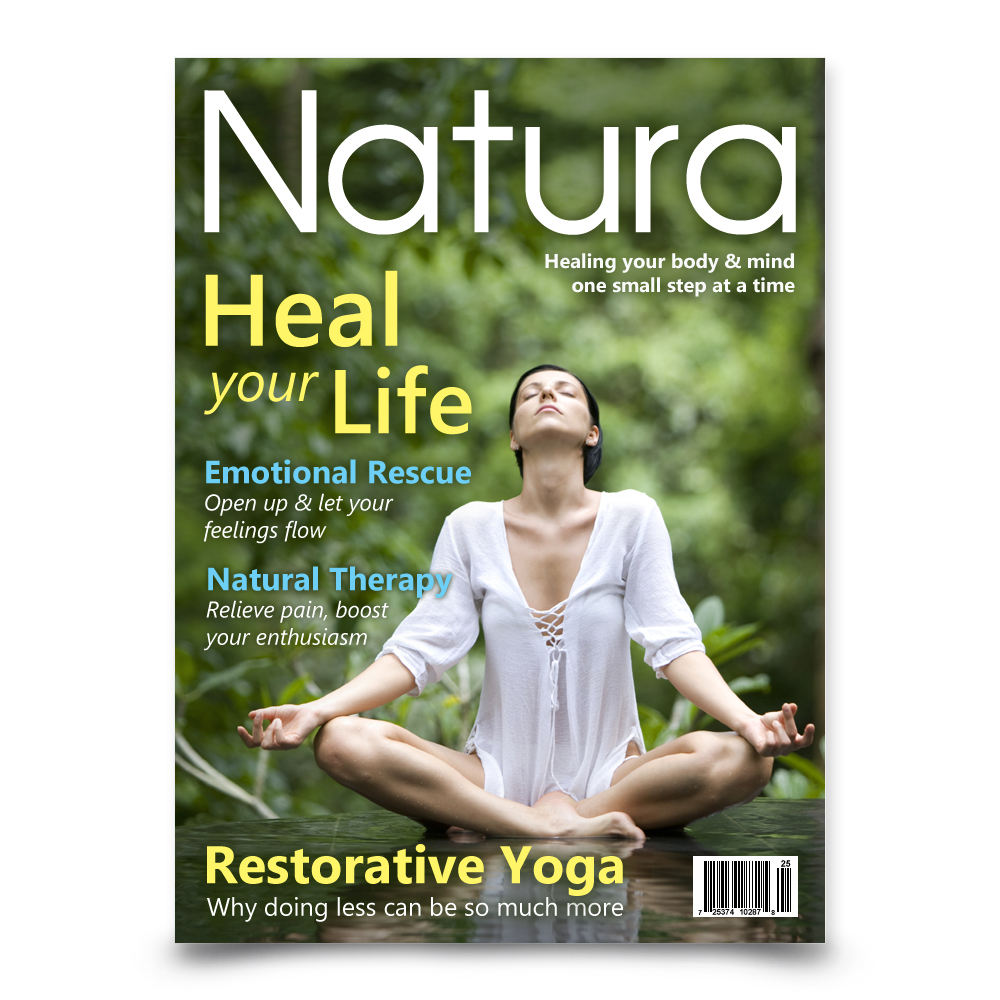 Natura
Healing your body & mind
one small step at a time
Heal
your Life
Emotional Rescue
Open up & let your
feelings flow
Natural Therapy
Relieve pain, boost
your enthusiasm
Restorative Yoga
Why doing less can be so much more
25
7 25374 10287 8